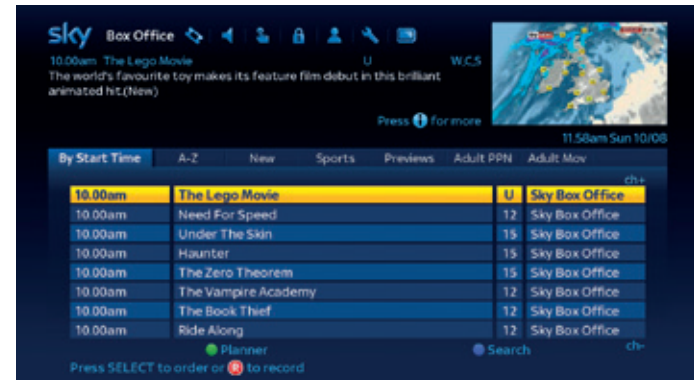 sky Box Office
10.00am The Lego Movie U W,C,S
The world's favourite toy makes its feature film debut in this brilliant
animated hit.(New)
Press i for more
11.58am Sun 10/08
By Start Time A-Z New Sports Previews Adult PPN Adult Mov
ch+
10.00am The Lego Movie U Sky Box Office
10.00am Need For Speed 12 Sky Box Office
10.00am Under The Skin 15 Sky Box Office
10.00am Haunter 15 Sky Box Office
10.00am The Zero Theorem 15 Sky Box Office
10.00am The Vampire Academy 12 Sky Box Office
10.00am The Book Thief 12 Sky Box Office
10.00am Ride Along 12 Sky Box Office
Planner Search ch-
Press SELECT to order or R to record